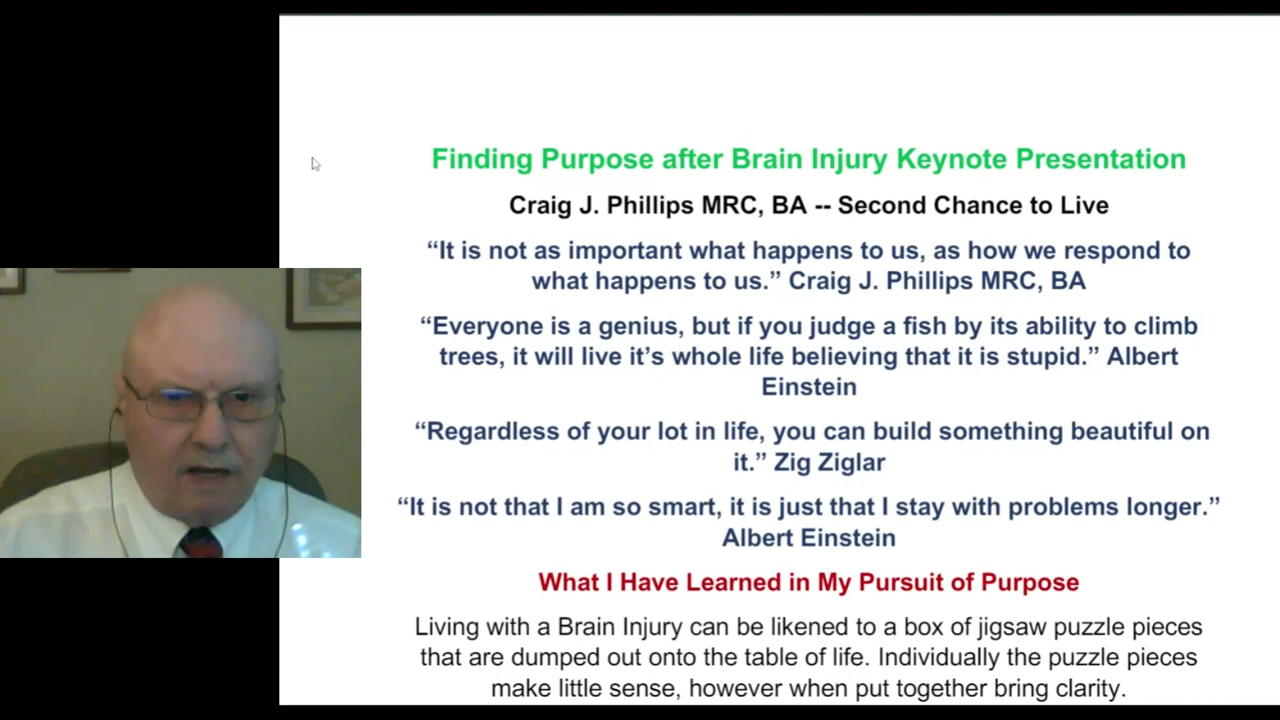 Finding Purpose after Brain Injury Keynote Presentation
Craig J. Phillips MRC, BA -- Second Chance to Live
“It is not as important what happens to us, as how we respond to
what happens to us.” Craig J. Phillips MRC, BA
“Everyone is a genius, but if you judge a fish by its ability to climb
trees, it will live it’s whole life believing that it is stupid.” Albert
Einstein
“Regardless of your lot in life, you can build something beautiful on
it.” Zig Ziglar
“It is not that I am so smart, it is just that I stay with problems longer.”
Albert Einstein
What I Have Learned in My Pursuit of Purpose
Living with a Brain Injury can be likened to a box of jigsaw puzzle pieces
that are dumped out onto the table of life. Individually the puzzle pieces
make little sense, however when put together bring clarity.